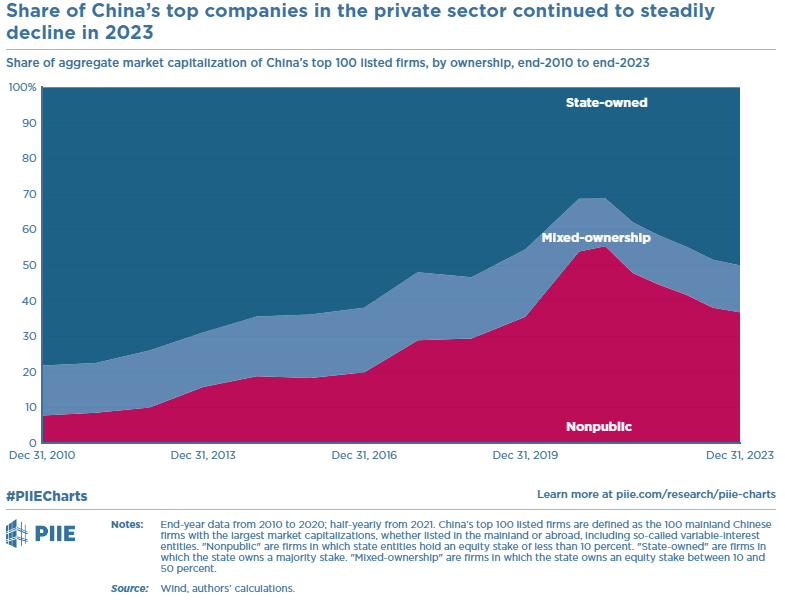 Share of China's top companies in the private sector continued to steadily
decline in 2023
Share of aggregate market capitalization of China's top 100 listed firms, by ownership, end-2010 to end-2023
100%
90
80
70
60
50
40
30
20
10
0
State-owned
Mixed-ownership
Nonpublic
Dec 31, 2010
Dec 31, 2013
Dec 31, 2016
Dec 31, 2019
Dec 31, 2023
#PIIECharts
Learn more at piie.com/research/piie-charts
PIIE
Notes: End-year data from 2010 to 2020; half-yearly from 2021. China's top 100 listed firms are defined as the 100 mainland Chinese
firms with the largest market capitalizations, whether listed in the mainland or abroad, including so-called variable-interest
entities. "Nonpublic" are firms in which state entities hold an equity stake of less than 10 percent. "State-owned" are firms in
which the state owns a majority stake. "Mixed-ownership" are firms in which the state owns an equity stake between 10 and
50 percent.
Source: Wind, authors' calculations.